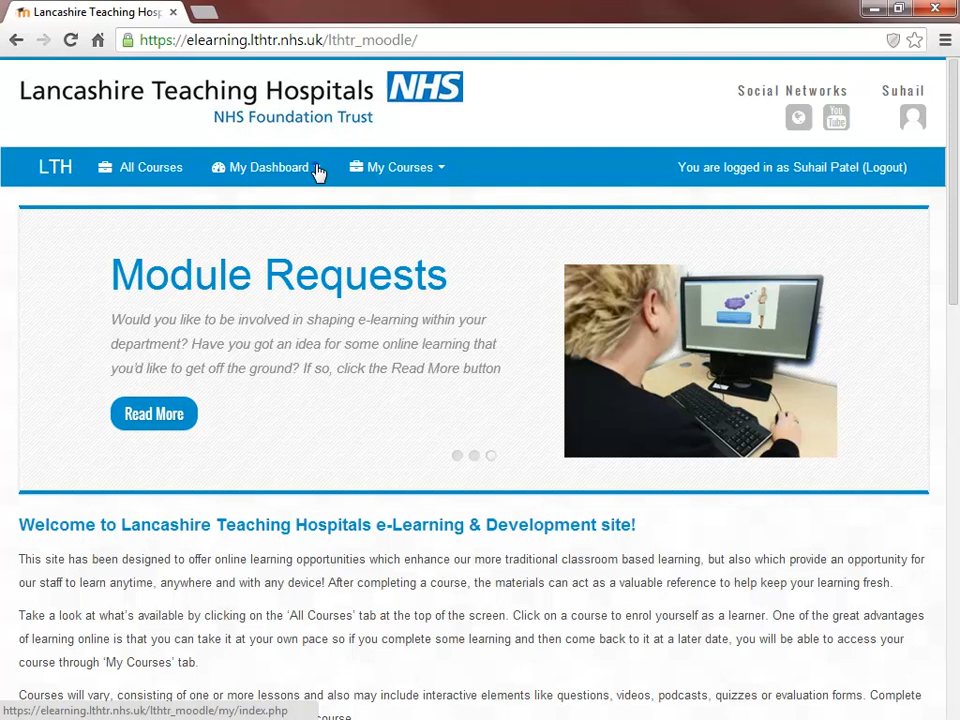 Lancashire Teaching Hosp
https://elearning.lthtr.nhs.uk/lthtr_moodle/
Lancashire Teaching Hospitals NHS
NHS Foundation Trust
Social Networks
Suhail
You Tube
LTH
All Courses
My Dashboard
My Courses
You are logged in as Suhail Patel (Logout)
Module Requests
Would you like to be involved in shaping e-learning within your
department? Have you got an idea for some online learning that
you'd like to get off the ground? If so, click the Read More button
Read More
Welcome to Lancashire Teaching Hospitals e-Learning & Development site!
This site has been designed to offer online learning opportunities which enhance our more traditional classroom based learning, but also which provide an opportunity for
our staff to learn anytime, anywhere and with any device! After completing a course, the materials can act as a valuable reference to help keep your learning fresh.
Take a look at what's available by clicking on the 'All Courses' tab at the top of the screen. Click on a course to enrol yourself as a learner. One of the great advantages
of learning online is that you can take it at your own pace so if you complete some learning and then come back to it at a later date, you will be able to access your
course through 'My Courses' tab.
Courses will vary, consisting of one or more lessons and also may include interactive elements like questions, videos, podcasts, quizzes or evaluation forms. Complete
https://elearning.lthtr.nhs.uk/lthtr_moodle/my/index.php
course